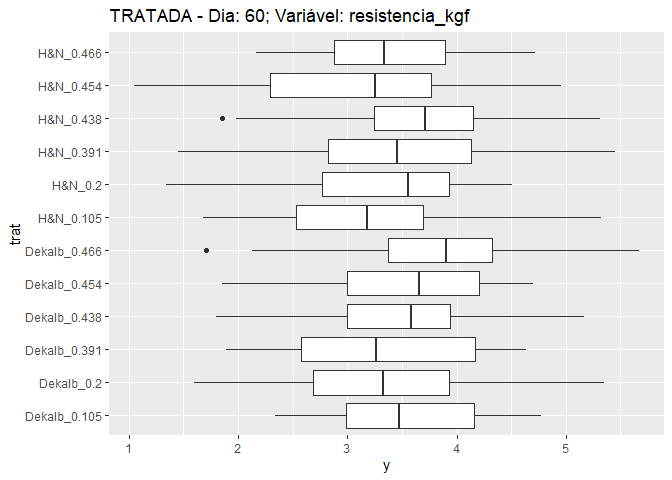 TRATADA - Dia: 60; Variável: resistencia_kgf
H&N_0.466
H&N_0.454
H&N_0.438
H&N_0.391
H&N_0.2
H&N_0.105
Dekalb_0.466
Dekalb_0.454
Dekalb_0.438
Dekalb_0.391
Dekalb_0.2
Dekalb_0.105
trat
1 2 3 4 5
y